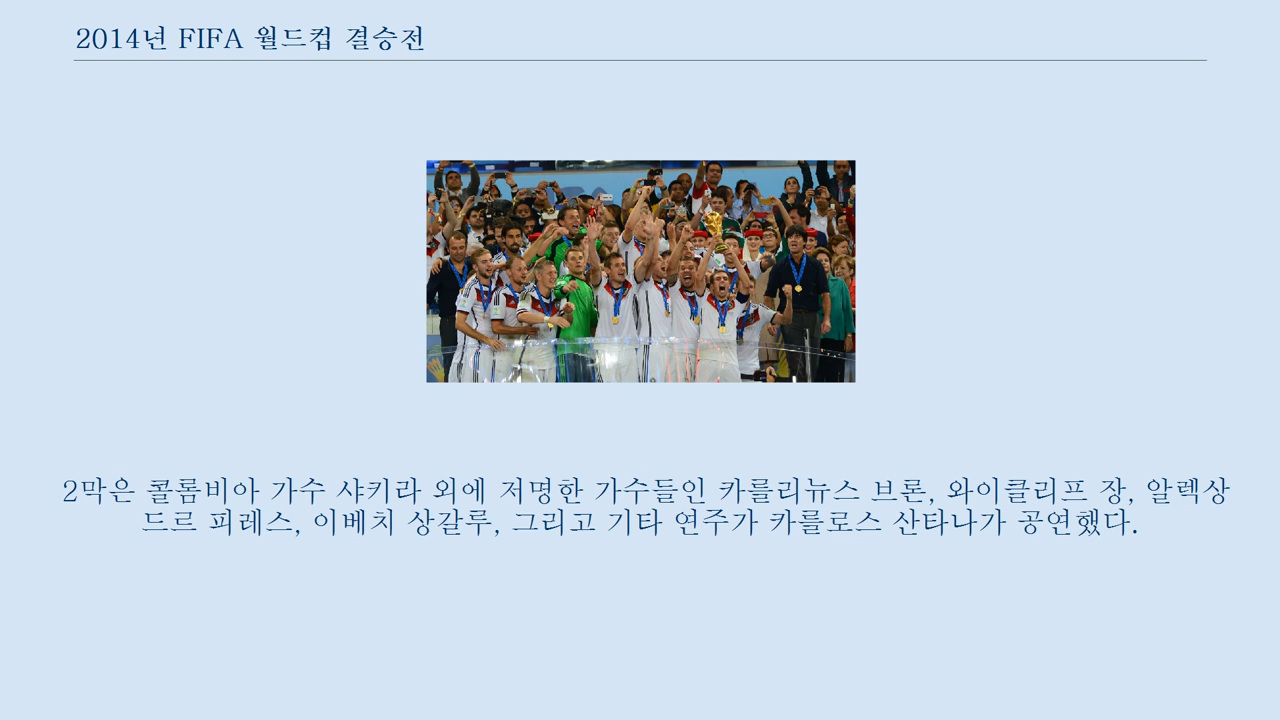 2014년 FIFA 월드컵 결승전
2막은 콜롬비아 가수 샤키라 외에 저명한 가수들인 카를리뉴스 브론, 와이클리프 장, 알렉상
드르 피레스, 이베치 상갈루, 그리고 기타 연주가 카를로스 산타나가 공연했다.